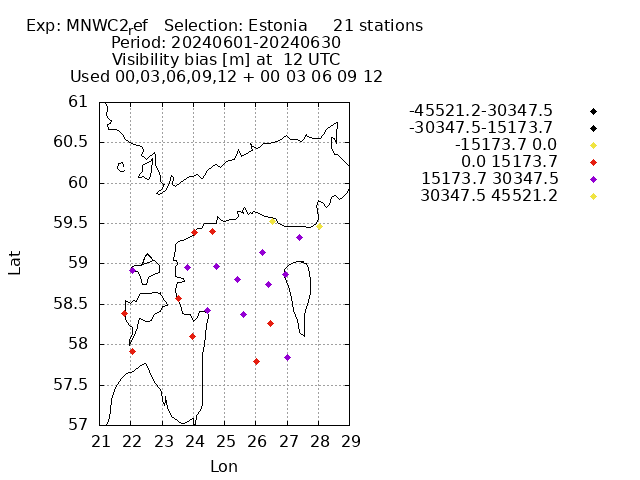 Exp: MNWC2ref Selection: Estonia 21 stations
Period: 20240601-20240630
Visibility bias [m] at 12 UTC
Used 00,03,06,09,12 + 00 03 06 09 12
-45521.2-30347.5
-30347.5-15173.7
-15173.7 0.0
0.0 15173.7
15173.7 30347.5
30347.5 45521.2
61
60.5
60
59.5
59
58.5
58
57.5
57
Lat
21 22 23 24 25 26 27 28 29
Lon